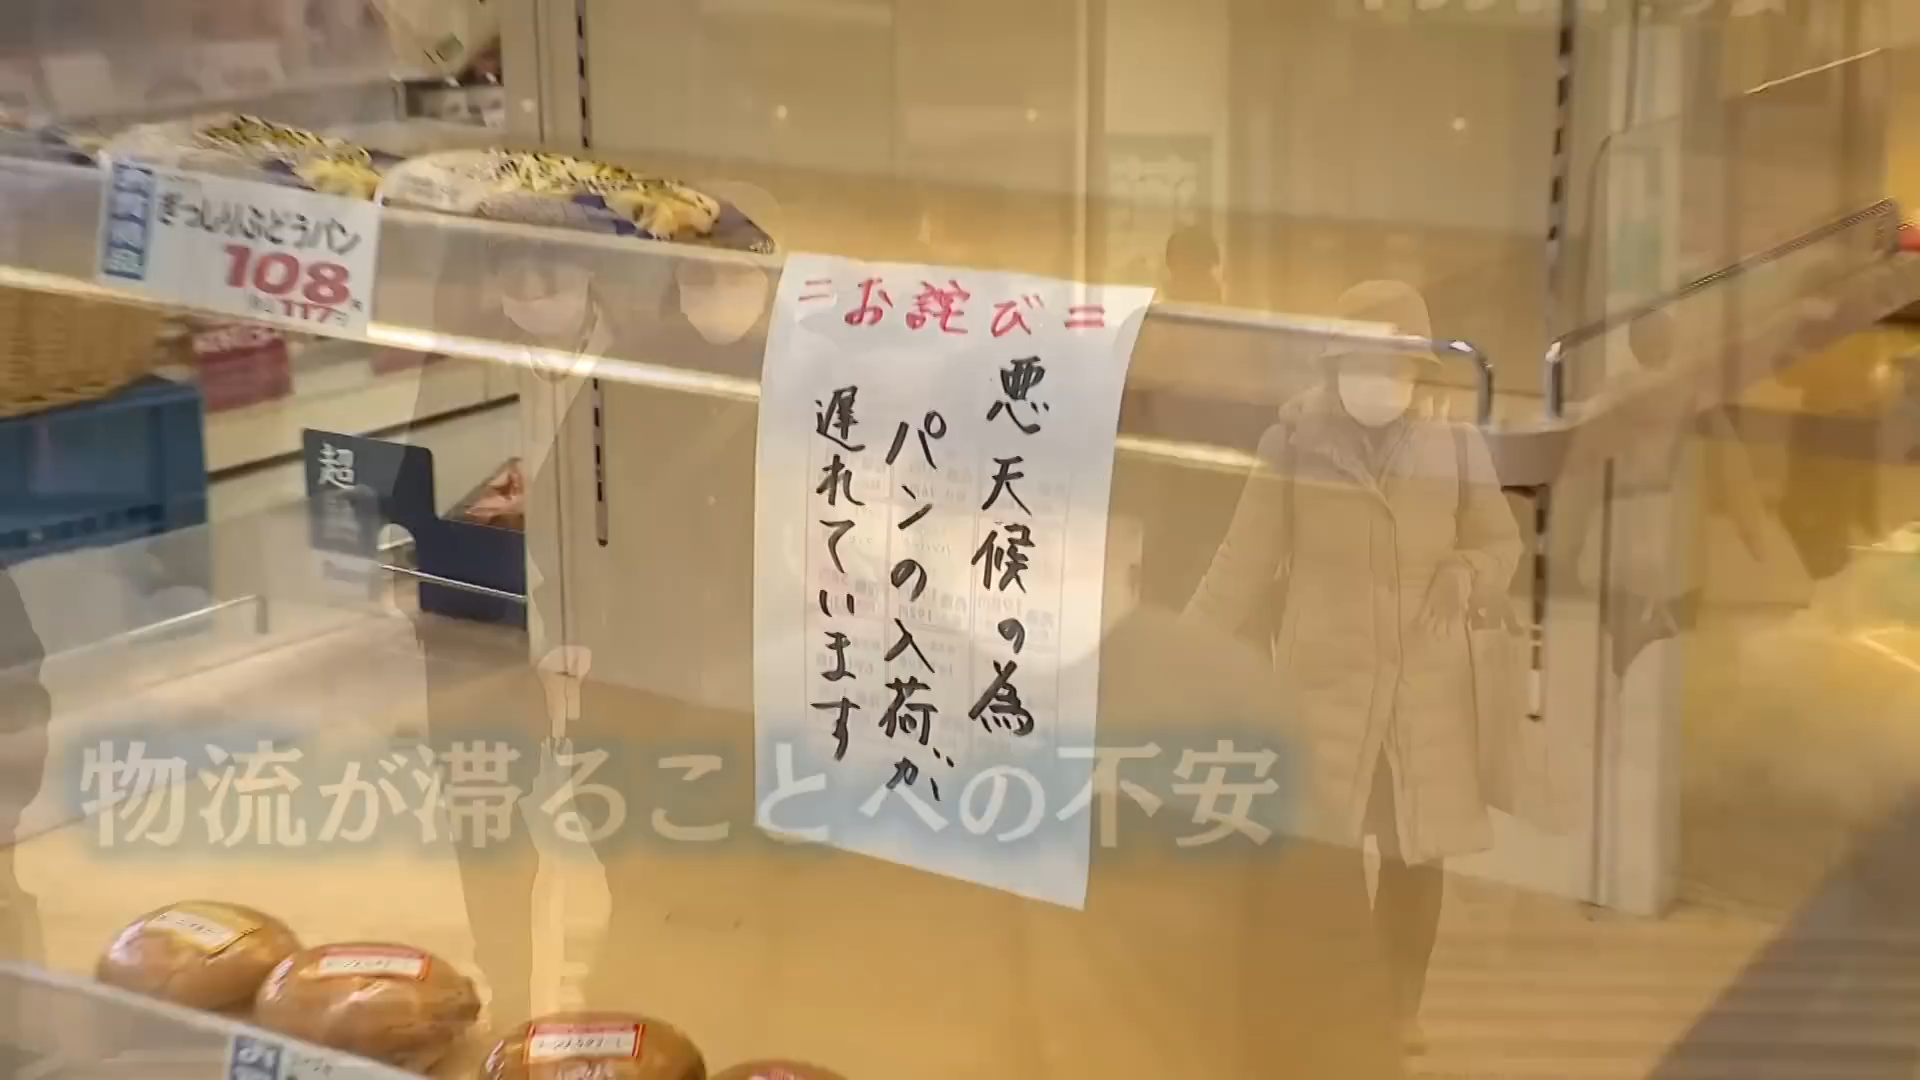 ぎっしりぶどうパン
108
117
＝お詫び＝
悪天候の為
パンの入荷が
遅れています
超
物流が滞ることへの不安